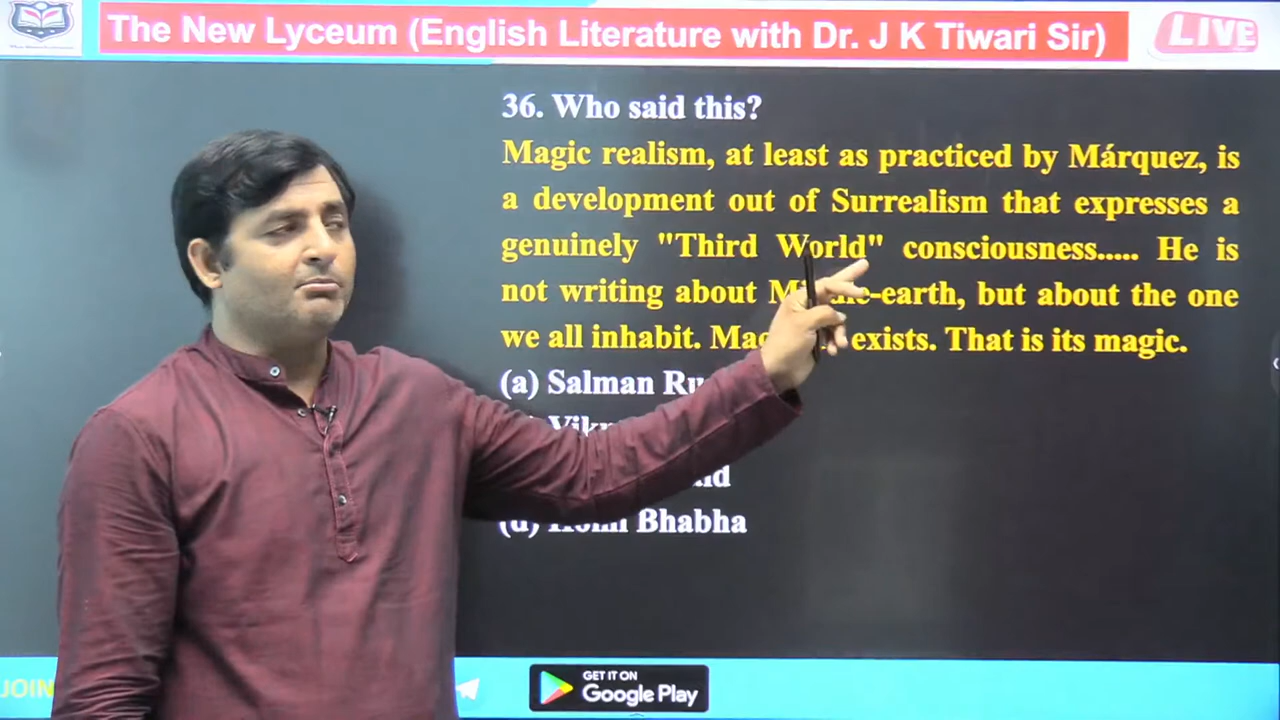 The New Lyceum (English Literature with Dr. J K Tiwari Sir)
LIVE
36. Who said this?
Magic realism, at least as practiced by Márquez, is
a development out of Surrealism that expresses a
genuinely "Third World" consciousness..... He is
not writing about Middle-earth, but about the one
we all inhabit. exists. That is its magic.
(a) Salman
(d) Homi Bhabha
JOIN
GET IT ON
Google Play